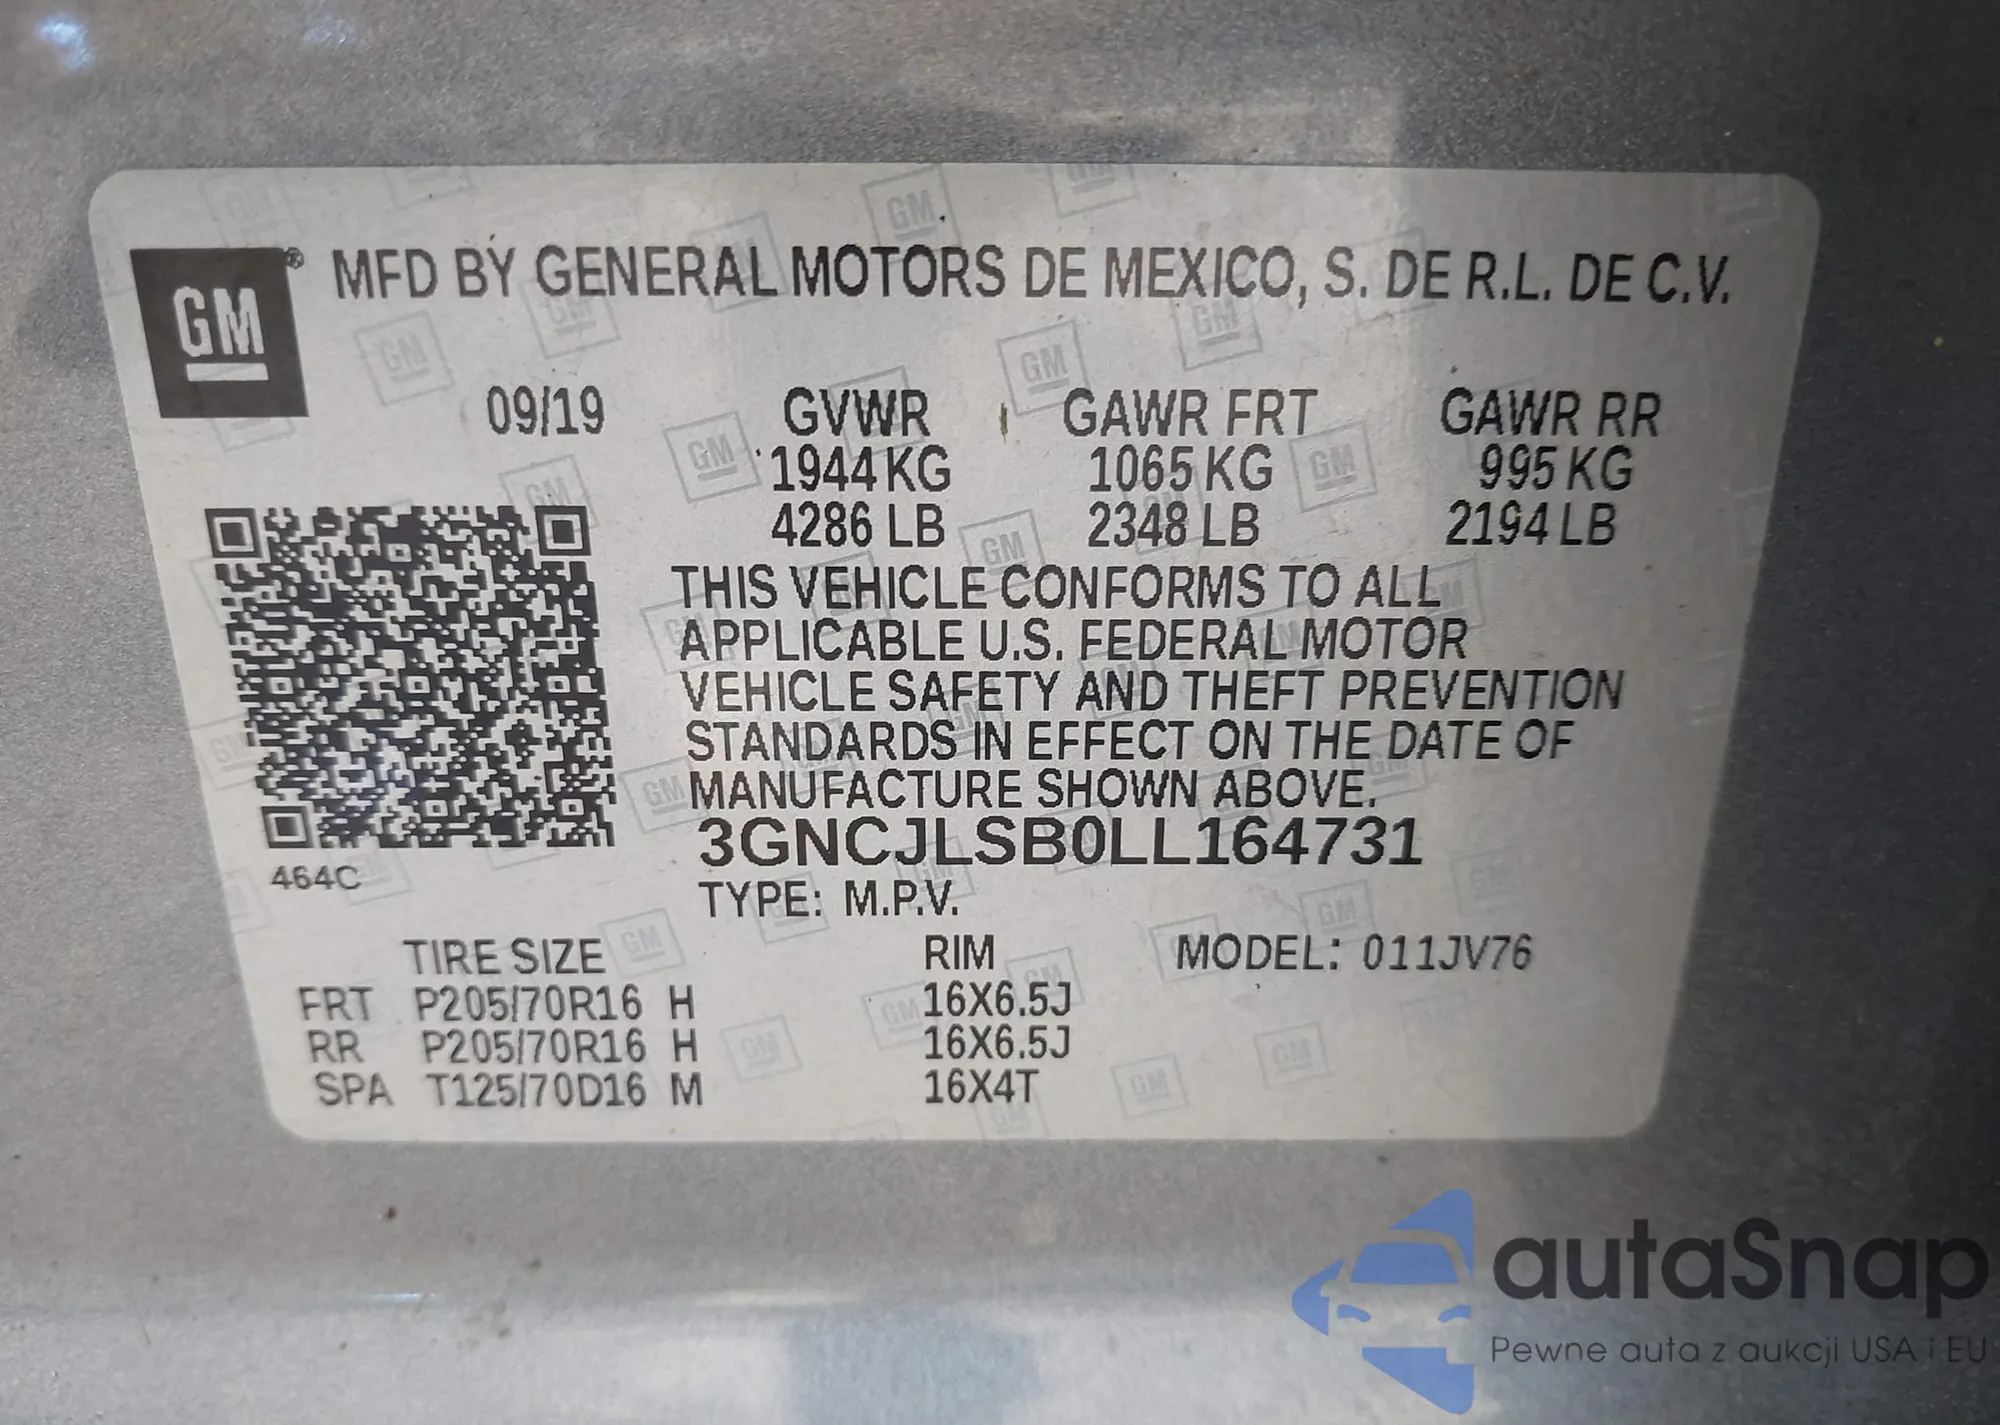 GM® MFD BY GENERAL MOTORS DE MEXICO, S. DE R.L. DE C.V.
09/19 GVWR GAWR FRT GAWR RR
1944 KG 1065 KG 995 KG
4286 LB 2348 LB 2194 LB
THIS VEHICLE CONFORMS TO ALL
APPLICABLE U.S. FEDERAL MOTOR
VEHICLE SAFETY AND THEFT PREVENTION
STANDARDS IN EFFECT ON THE DATE OF
MANUFACTURE SHOWN ABOVE.
3GNCJLSB0LL164731
464C
TYPE: M.P.V.
TIRE SIZE RIM MODEL: 011JV76
FRT P205/70R16 H 16X6.5J
RR P205/70R16 H 16X6.5J
SPA T125/70D16 M 16X4T
autaSnap
Pewne auta z aukcji USA i EU